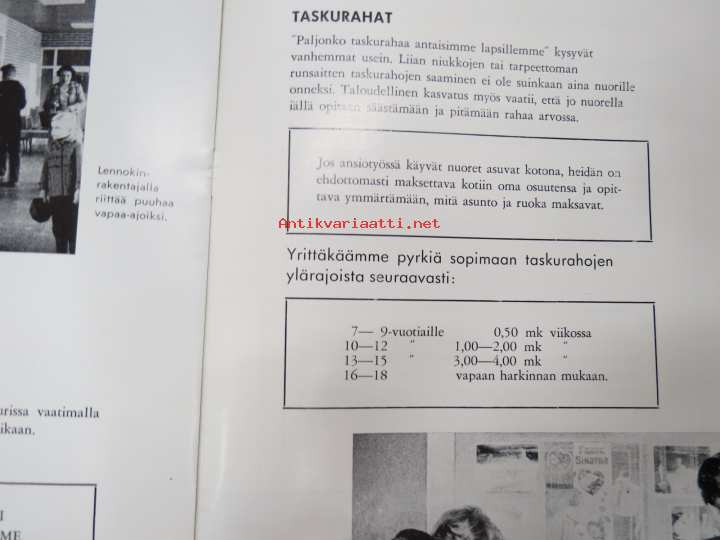 Lennokin-
rakentajalla
riittää puuhaa
vapaa-ajoiksi.
vaatimalla
TASKURAHAT
"Paljonko taskurahaa antaisimme lapsillemme" kysyvät
vanhemmat usein. Liian niukkojen tai tarpeettoman
runsaitten taskurahojen saaminen ei ole suinkaan aina nuorille
onneksi. Taloudellinen kasvatus myös vaatii, että jo nuorella
iällä opitaan säästämään ja pitämään rahaa arvossa.
Jos ansiotyössä käyvät nuoret asuvat kotona, heidän on
ehdottomasti maksettava kotiin oma osuutensa ja opit-
tava ymmärtämään, mitä asunto ja ruoka maksavat.
Antikvariaatti.net
Yrittäkäämme pyrkiä sopimaan taskurahojen
ylärajoista seuraavasti:
7— 9-vuotiaille 0,50 mk viikossa
10—12 " 1,00—2,00 mk "
13—15 " 3,00—4,00 mk "
16—18 vapaan harkinnan mukaan.
SINATRA